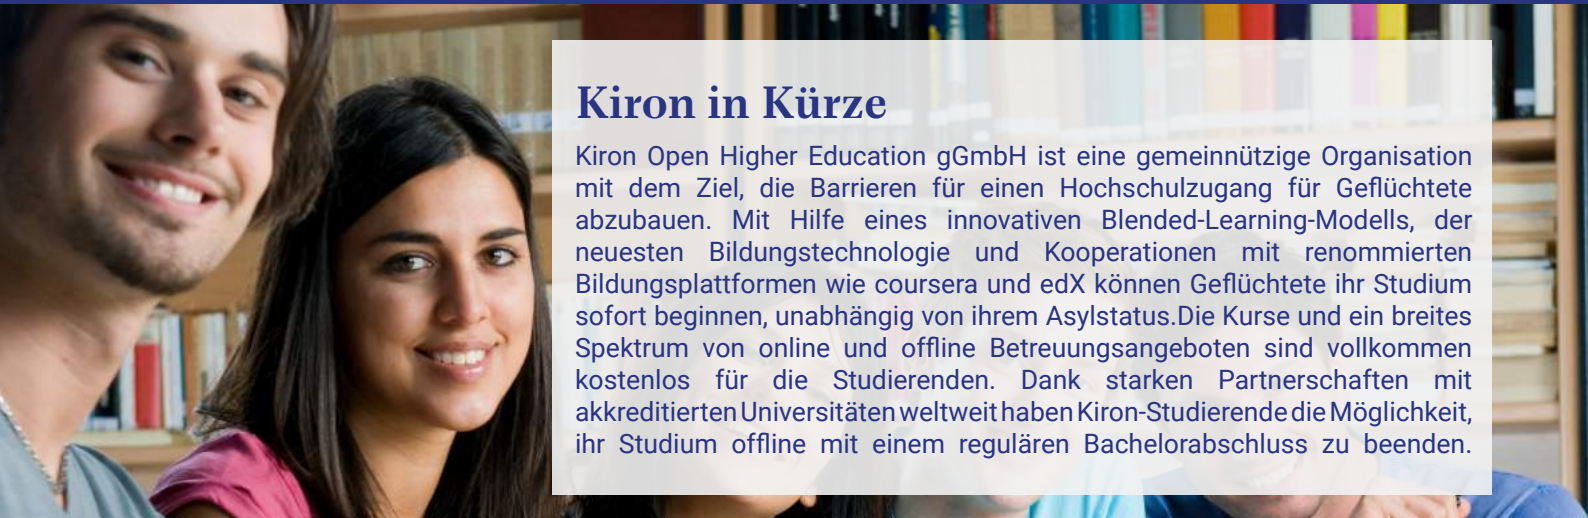 Kiron in Kürze
Kiron Open Higher Education gGmbH ist eine gemeinnützige Organisation
mit dem Ziel, die Barrieren für einen Hochschulzugang für Geflüchtete
abzubauen. Mit Hilfe eines innovativen Blended-Learning-Modells, der
neuesten Bildungstechnologie und Kooperationen mit renommierten
Bildungsplattformen wie coursera und edX können Geflüchtete ihr Studium
sofort beginnen, unabhängig von ihrem Asylstatus.Die Kurse und ein breites
Spektrum von online und offline Betreuungsangeboten sind vollkommen
kostenlos für die Studierenden. Dank starken Partnerschaften mit
akkreditierten Universitäten weltweit haben Kiron-Studierende die Möglichkeit,
ihr Studium offline mit einem regulären Bachelorabschluss zu beenden.